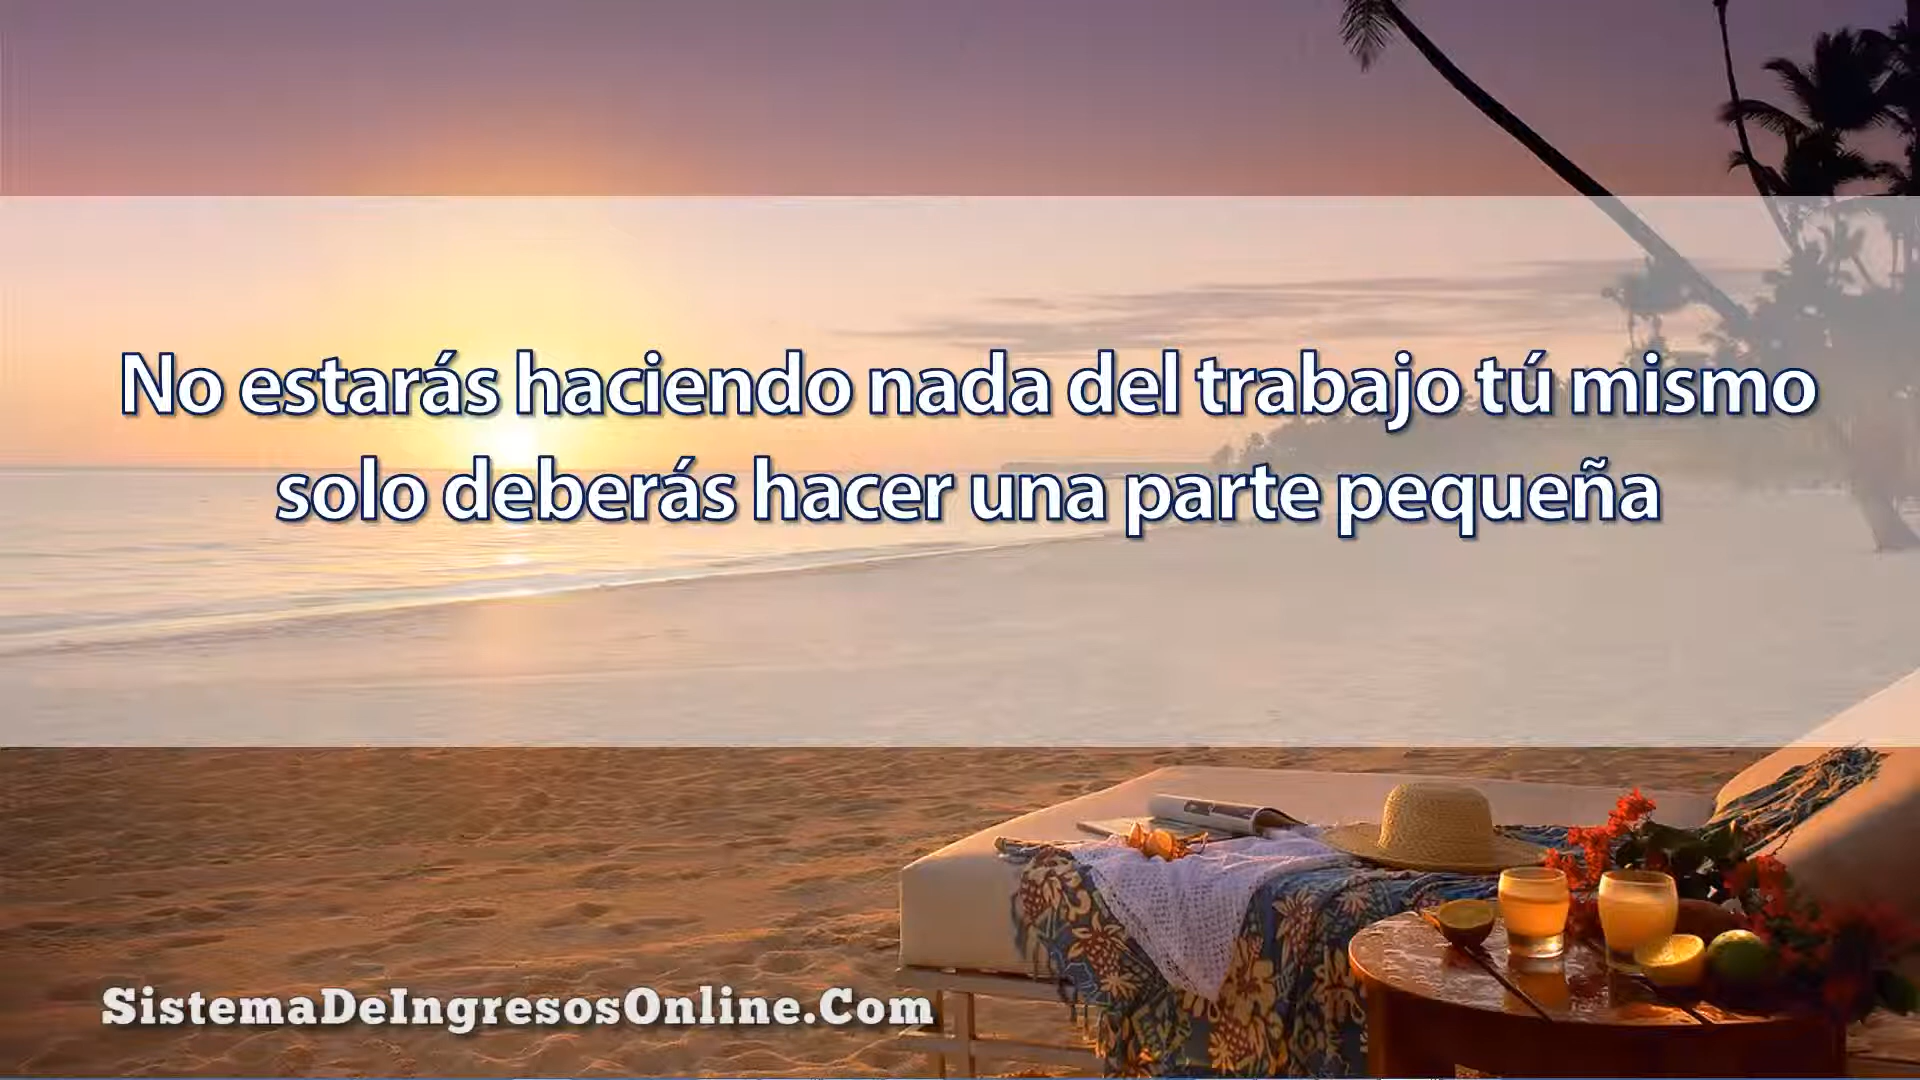 No estarás haciendo nada del trabajo tú mismo
solo deberás hacer una parte pequeña
SistemaDeIngresosOnline.Com